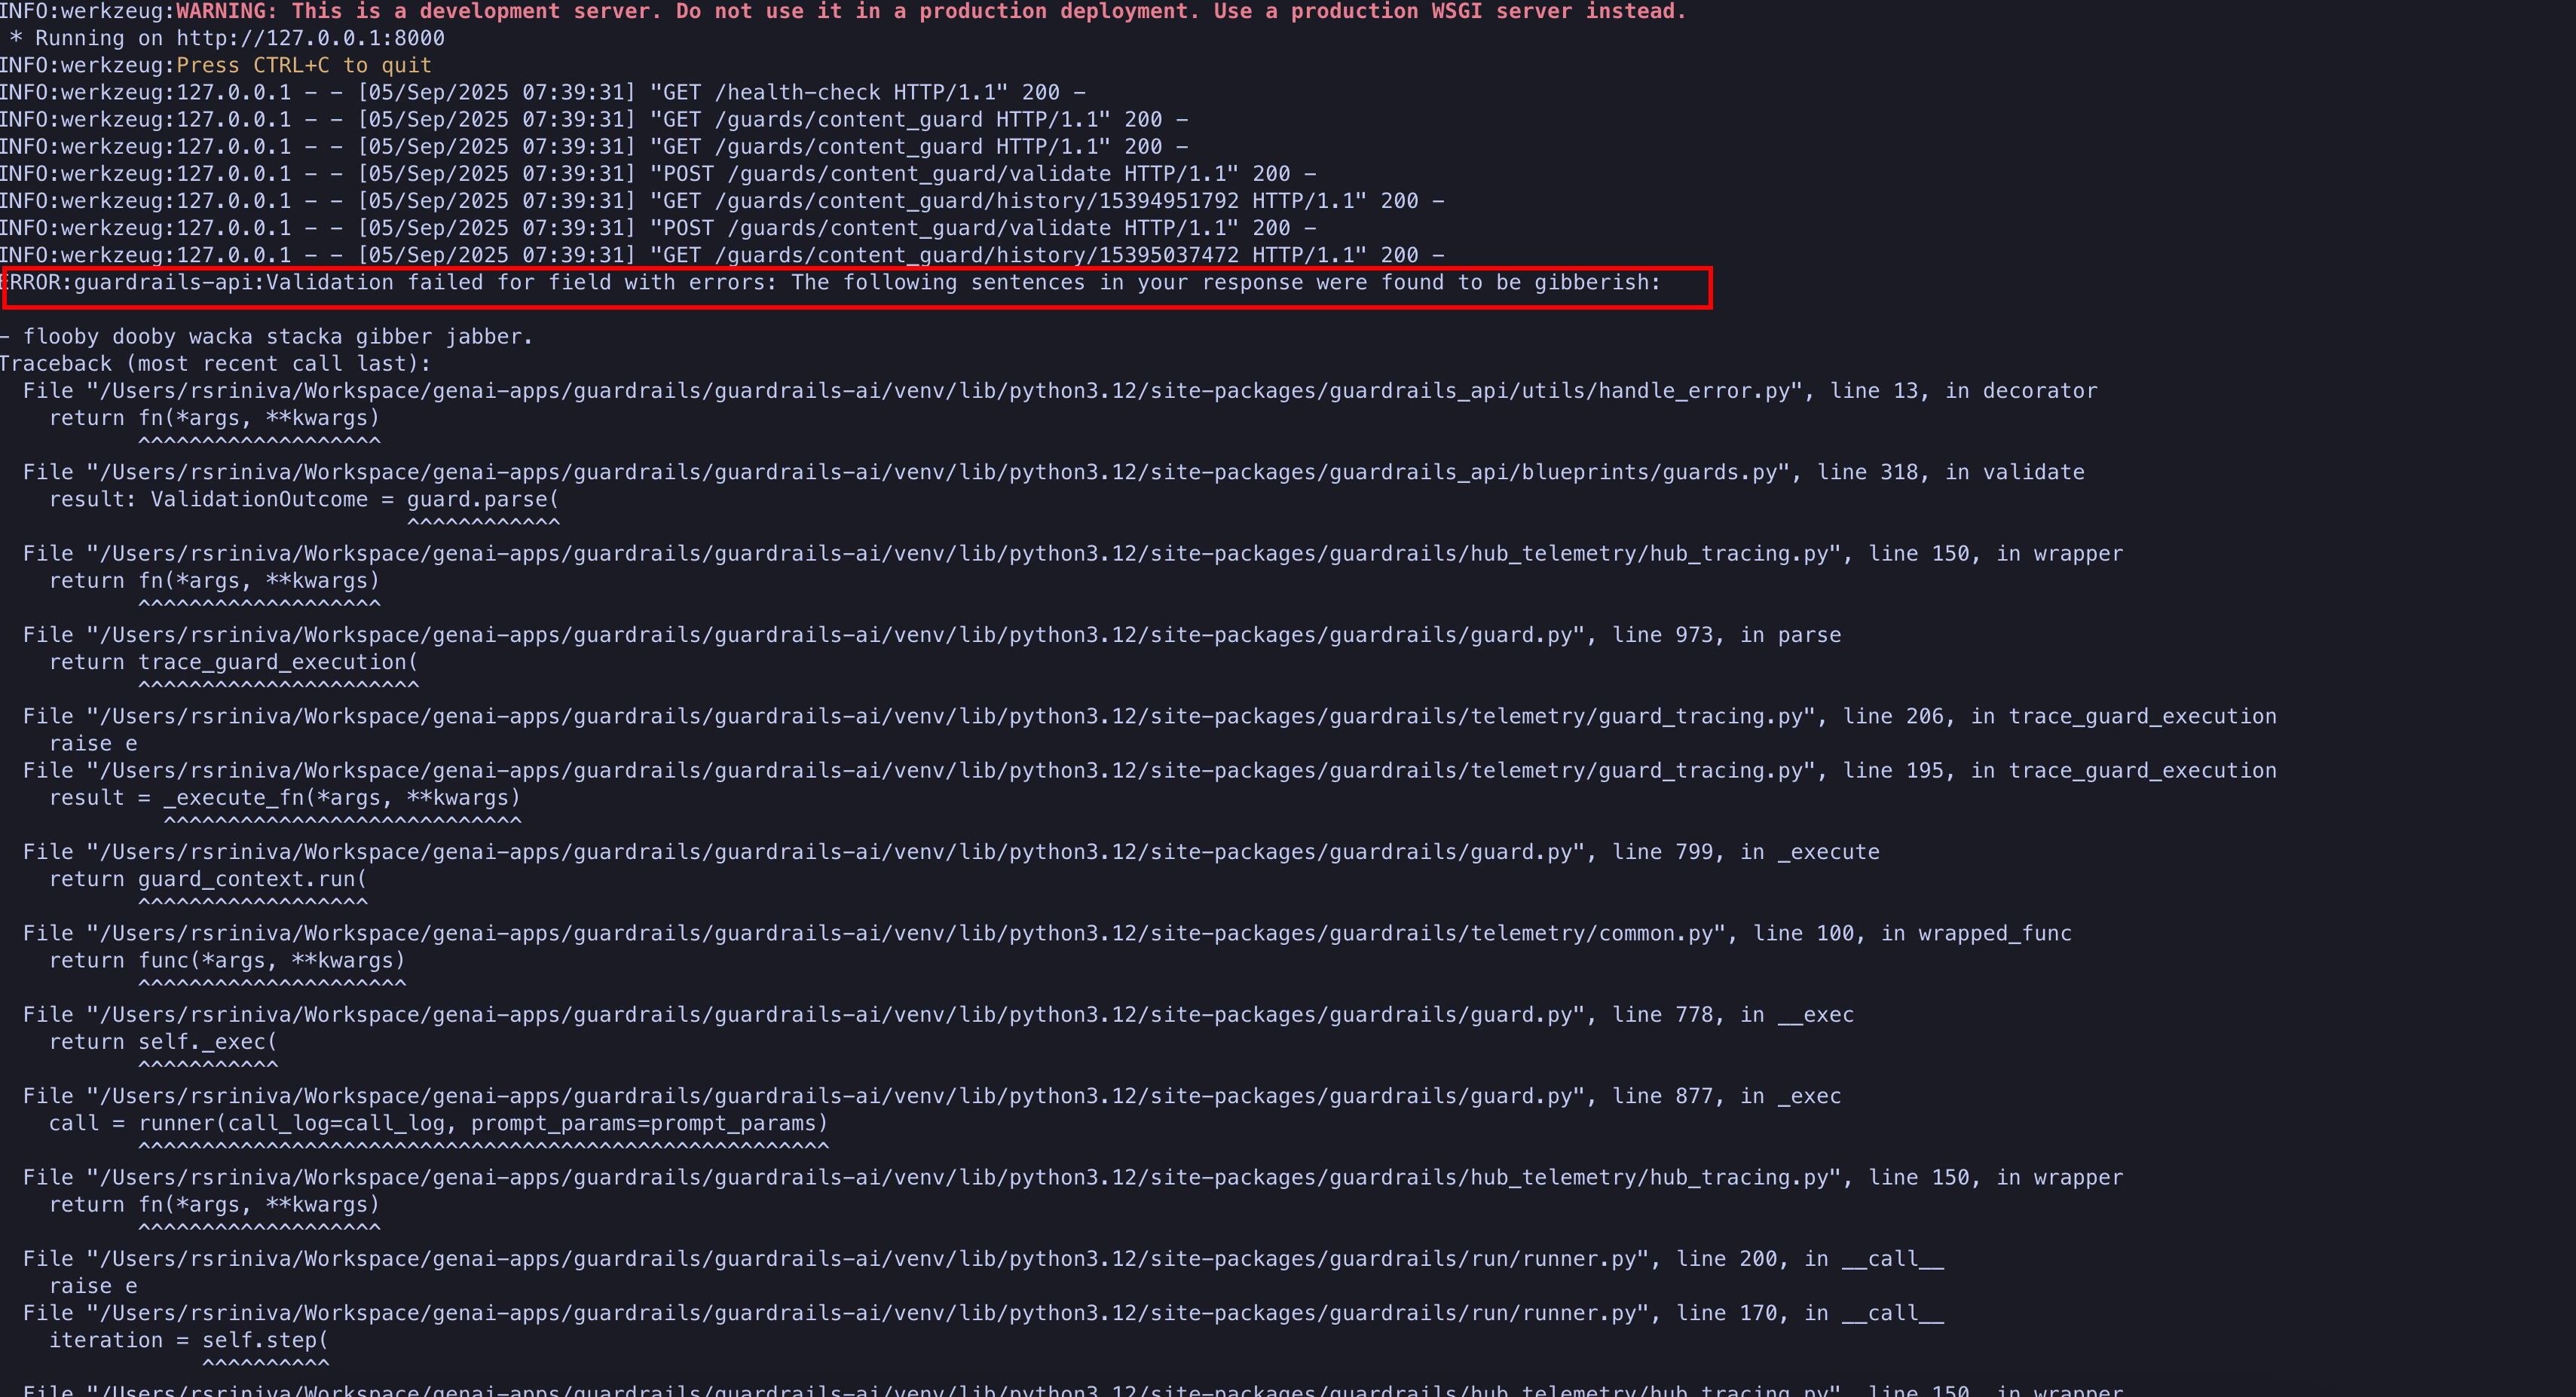 INFO:werkzeug:WARNING: This is a development server. Do not use it in a production deployment. Use a production WSGI server instead.
 * Running on http://127.0.0.1:8000
INFO:werkzeug:Press CTRL+C to quit
INFO:werkzeug:127.0.0.1 - - [05/Sep/2025 07:39:31] "GET /health-check HTTP/1.1" 200 -
INFO:werkzeug:127.0.0.1 - - [05/Sep/2025 07:39:31] "GET /guards/content_guard HTTP/1.1" 200 -
INFO:werkzeug:127.0.0.1 - - [05/Sep/2025 07:39:31] "GET /guards/content_guard HTTP/1.1" 200 -
INFO:werkzeug:127.0.0.1 - - [05/Sep/2025 07:39:31] "POST /guards/content_guard/validate HTTP/1.1" 200 -
INFO:werkzeug:127.0.0.1 - - [05/Sep/2025 07:39:31] "GET /guards/content_guard/history/15394951792 HTTP/1.1" 200 -
INFO:werkzeug:127.0.0.1 - - [05/Sep/2025 07:39:31] "POST /guards/content_guard/validate HTTP/1.1" 200 -
INFO:werkzeug:127.0.0.1 - - [05/Sep/2025 07:39:31] "GET /guards/content_guard/history/15395037472 HTTP/1.1" 200 -
ERROR:guardrails-api:Validation failed for field with errors: The following sentences in your response were found to be gibberish:

- flooby dooby wacka stacka gibber jabber.
Traceback (most recent call last):
  File "/Users/rsriniva/Workspace/genai-apps/guardrails/guardrails-ai/venv/lib/python3.12/site-packages/guardrails_api/utils/handle_error.py", line 13, in decorator
    return fn(*args, **kwargs)
           ^^^^^^^^^^^^^^^^^^^
  File "/Users/rsriniva/Workspace/genai-apps/guardrails/guardrails-ai/venv/lib/python3.12/site-packages/guardrails_api/blueprints/guards.py", line 318, in validate
    result: ValidationOutcome = guard.parse(
                                ^^^^^^^^^^^^
  File "/Users/rsriniva/Workspace/genai-apps/guardrails/guardrails-ai/venv/lib/python3.12/site-packages/guardrails/hub_telemetry/hub_tracing.py", line 150, in wrapper
    return fn(*args, **kwargs)
           ^^^^^^^^^^^^^^^^^^^
  File "/Users/rsriniva/Workspace/genai-apps/guardrails/guardrails-ai/venv/lib/python3.12/site-packages/guardrails/guard.py", line 973, in parse
    return trace_guard_execution(
           ^^^^^^^^^^^^^^^^^^^^^^
  File "/Users/rsriniva/Workspace/genai-apps/guardrails/guardrails-ai/venv/lib/python3.12/site-packages/guardrails/telemetry/guard_tracing.py", line 206, in trace_guard_execution
    raise e
  File "/Users/rsriniva/Workspace/genai-apps/guardrails/guardrails-ai/venv/lib/python3.12/site-packages/guardrails/telemetry/guard_tracing.py", line 195, in trace_guard_execution
    result = _execute_fn(*args, **kwargs)
             ^^^^^^^^^^^^^^^^^^^^^^^^^^^^
  File "/Users/rsriniva/Workspace/genai-apps/guardrails/guardrails-ai/venv/lib/python3.12/site-packages/guardrails/guard.py", line 799, in _execute
    return guard_context.run(
           ^^^^^^^^^^^^^^^^^^
  File "/Users/rsriniva/Workspace/genai-apps/guardrails/guardrails-ai/venv/lib/python3.12/site-packages/guardrails/telemetry/common.py", line 100, in wrapped_func
    return func(*args, **kwargs)
           ^^^^^^^^^^^^^^^^^^^^^
  File "/Users/rsriniva/Workspace/genai-apps/guardrails/guardrails-ai/venv/lib/python3.12/site-packages/guardrails/guard.py", line 778, in __exec
    return self._exec(
           ^^^^^^^^^^^
  File "/Users/rsriniva/Workspace/genai-apps/guardrails/guardrails-ai/venv/lib/python3.12/site-packages/guardrails/guard.py", line 877, in _exec
    call = runner(call_log=call_log, prompt_params=prompt_params)
           ^^^^^^^^^^^^^^^^^^^^^^^^^^^^^^^^^^^^^^^^^^^^^^^^^^^^^^
  File "/Users/rsriniva/Workspace/genai-apps/guardrails/guardrails-ai/venv/lib/python3.12/site-packages/guardrails/hub_telemetry/hub_tracing.py", line 150, in wrapper
    return fn(*args, **kwargs)
           ^^^^^^^^^^^^^^^^^^^
  File "/Users/rsriniva/Workspace/genai-apps/guardrails/guardrails-ai/venv/lib/python3.12/site-packages/guardrails/run/runner.py", line 200, in __call__
    raise e
  File "/Users/rsriniva/Workspace/genai-apps/guardrails/guardrails-ai/venv/lib/python3.12/site-packages/guardrails/run/runner.py", line 170, in __call__
    iteration = self.step(
                ^^^^^^^^^^
  File "/Users/rsriniva/Workspace/genai-apps/guardrails/guardrails-ai/venv/lib/python3.12/site-packages/guardrails/hub_telemetry/hub_tracing.py", line 150, in wrapper